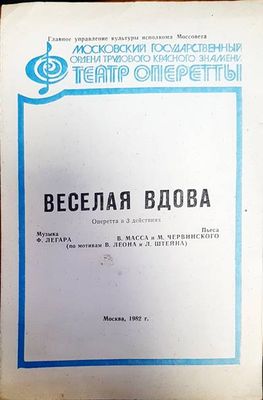 Главное управление культуры исполкома Моссовета
МОСКОВСКИЙ ГОСУДАРСТВЕННЫЙ
ОРДЕНА ТРУДОВОГО КРАСНОГО ЗНАМЕНИ
ТЕАТР ОПЕРЕТТЫ
ВЕСЕЛАЯ ВДОВА
Оперетта в 3 действиях
Музыка Пьеса
Ф. ЛЕГАРА В. МАССА и М. ЧЕРВИНСКОГО
(по мотивам В. ЛЕОНА и Л. ШТЕЙНА)
Москва, 1982 г.